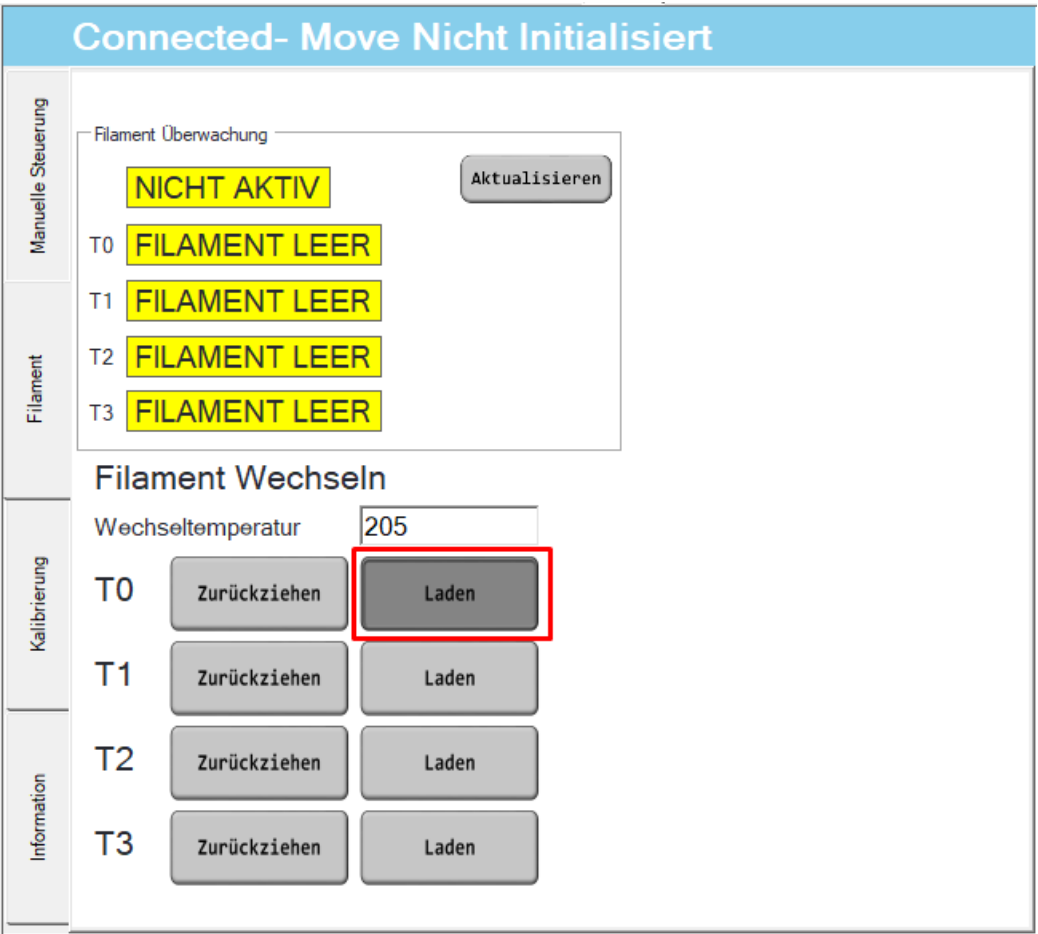 Connected- Move Nicht Initialisiert
Manuelle Steuerung
Filament
Kalibrierung
Information
Filament Überwachung
NICHT AKTIV
Aktualisieren
T0 FILAMENT LEER
T1 FILAMENT LEER
T2 FILAMENT LEER
T3 FILAMENT LEER
Filament Wechseln
Wechseltemperatur 205
T0 Zurückziehen Laden
T1 Zurückziehen Laden
T2 Zurückziehen Laden
T3 Zurückziehen Laden